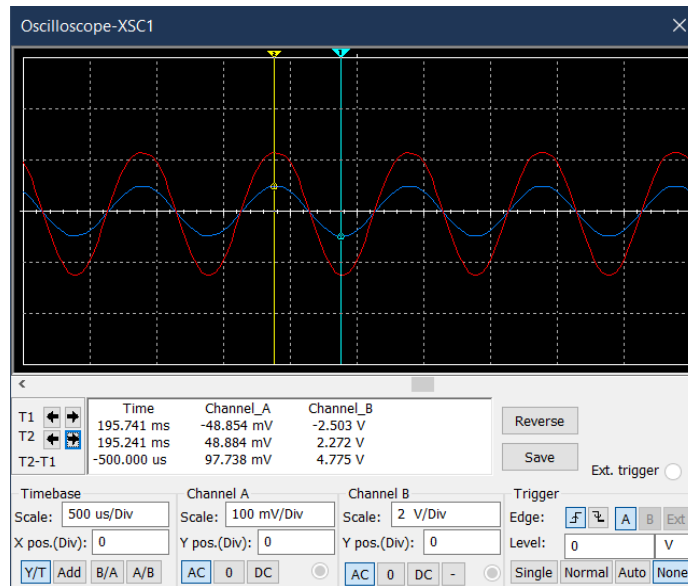 Oscilloscope-XSC1
2 1
T1 Time Channel_A Channel_B
195.741 ms -48.854 mV -2.503 V
T2 195.241 ms 48.884 mV 2.272 V
T2-T1 -500.000 us 97.738 mV 4.775 V
Reverse
Save
Ext. trigger
Timebase Channel A Channel B Trigger
Scale: 500 us/Div Scale: 100 mV/Div Scale: 2 V/Div Edge: A B Ext
X pos.(Div): 0 Y pos.(Div): 0 Y pos.(Div): 0 Level: 0 V
Y/T Add B/A A/B AC 0 DC AC 0 DC - Single Normal Auto None